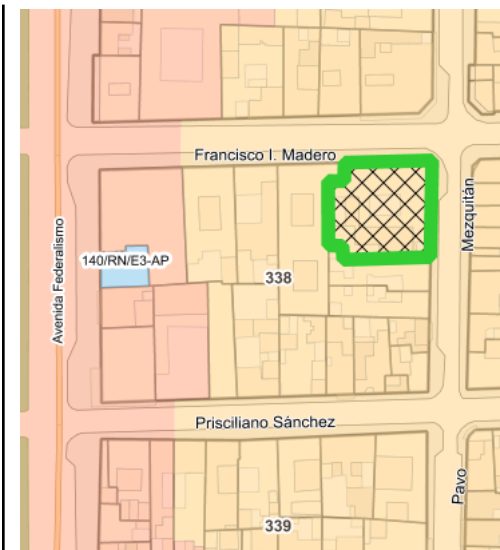 Francisco I. Madero
Mezquitán
Avenida Federalismo
140/RN/E3-AP
338
Prisciliano Sánchez
Pavo
339